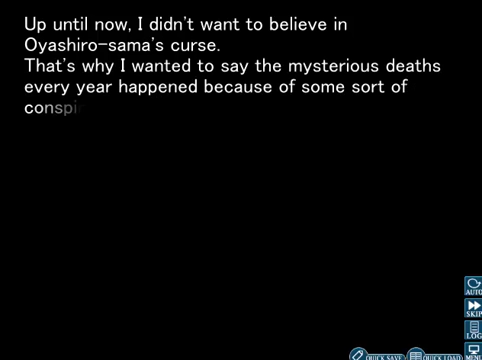 Up until now, I didn't want to believe in
Oyashiro-sama's curse.
That's why I wanted to say the mysterious deaths
every year happened because of some sort of
conspi
AUTO
SKIP
LOG
MENU
QUICK SAVE
QUICK LOAD